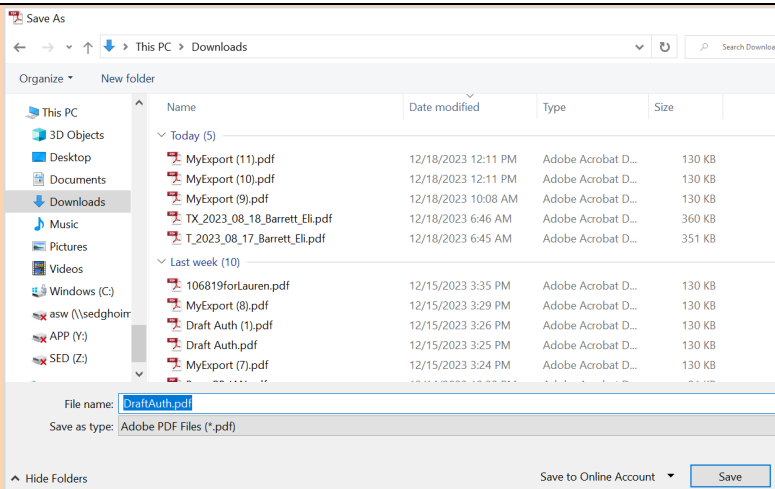 Save As
This PC > Downloads
Search Downloa
Organize
New folder
This PC
3D Objects
Desktop
Documents
Downloads
Music
Pictures
Videos
Windows (C:)
asw (\\sedghoim
APP (Y:)
SED (Z:)
Name Date modified Type Size
Today (5)
MyExport (11).pdf 12/18/2023 12:11 PM Adobe Acrobat D... 130 KB
MyExport (10).pdf 12/18/2023 12:11 PM Adobe Acrobat D... 130 KB
MyExport (9).pdf 12/18/2023 10:08 AM Adobe Acrobat D... 130 KB
TX_2023_08_18_Barrett_Eli.pdf 12/18/2023 6:46 AM Adobe Acrobat D... 360 KB
T_2023_08_17_Barrett_Eli.pdf 12/18/2023 6:45 AM Adobe Acrobat D... 351 KB
Last week (10)
106819forLauren.pdf 12/15/2023 3:35 PM Adobe Acrobat D... 130 KB
MyExport (8).pdf 12/15/2023 3:29 PM Adobe Acrobat D... 130 KB
Draft Auth (1).pdf 12/15/2023 3:26 PM Adobe Acrobat D... 130 KB
Draft Auth.pdf 12/15/2023 3:25 PM Adobe Acrobat D... 130 KB
MyExport (7).pdf 12/15/2023 3:24 PM Adobe Acrobat D... 130 KB
File name: DraftAuth.pdf
Save as type: Adobe PDF Files (*.pdf)
Hide Folders
Save to Online Account
Save